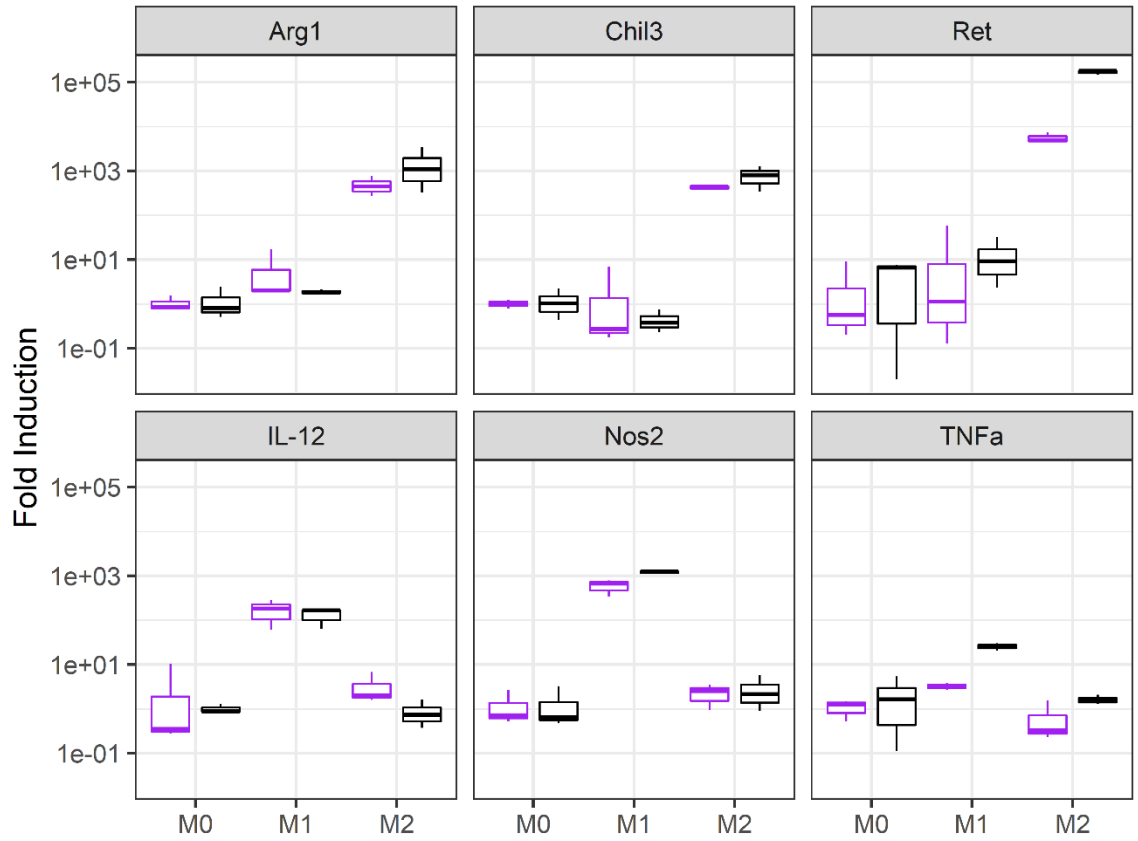 Arg1 Chil3 Ret
1e+05
1e+03
1e+01
1e-01
IL-12 Nos2 TNFa
1e+05
1e+03
1e+01
1e-01
Fold Induction
M0 M1 M2 M0 M1 M2 M0 M1 M2